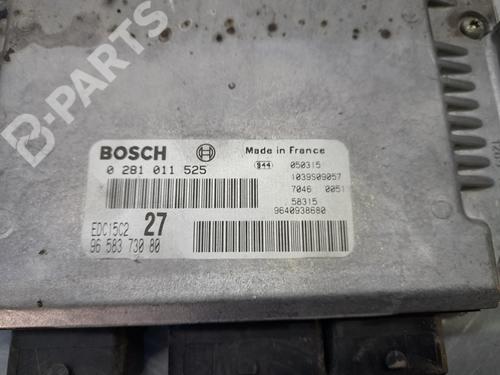 B-PARTS
BOSCH
Made in France
0 281 011 525
S44 050315
1039S09057
7046 0051
58315
9640938680
EDC15C2 27
96 583 730 80